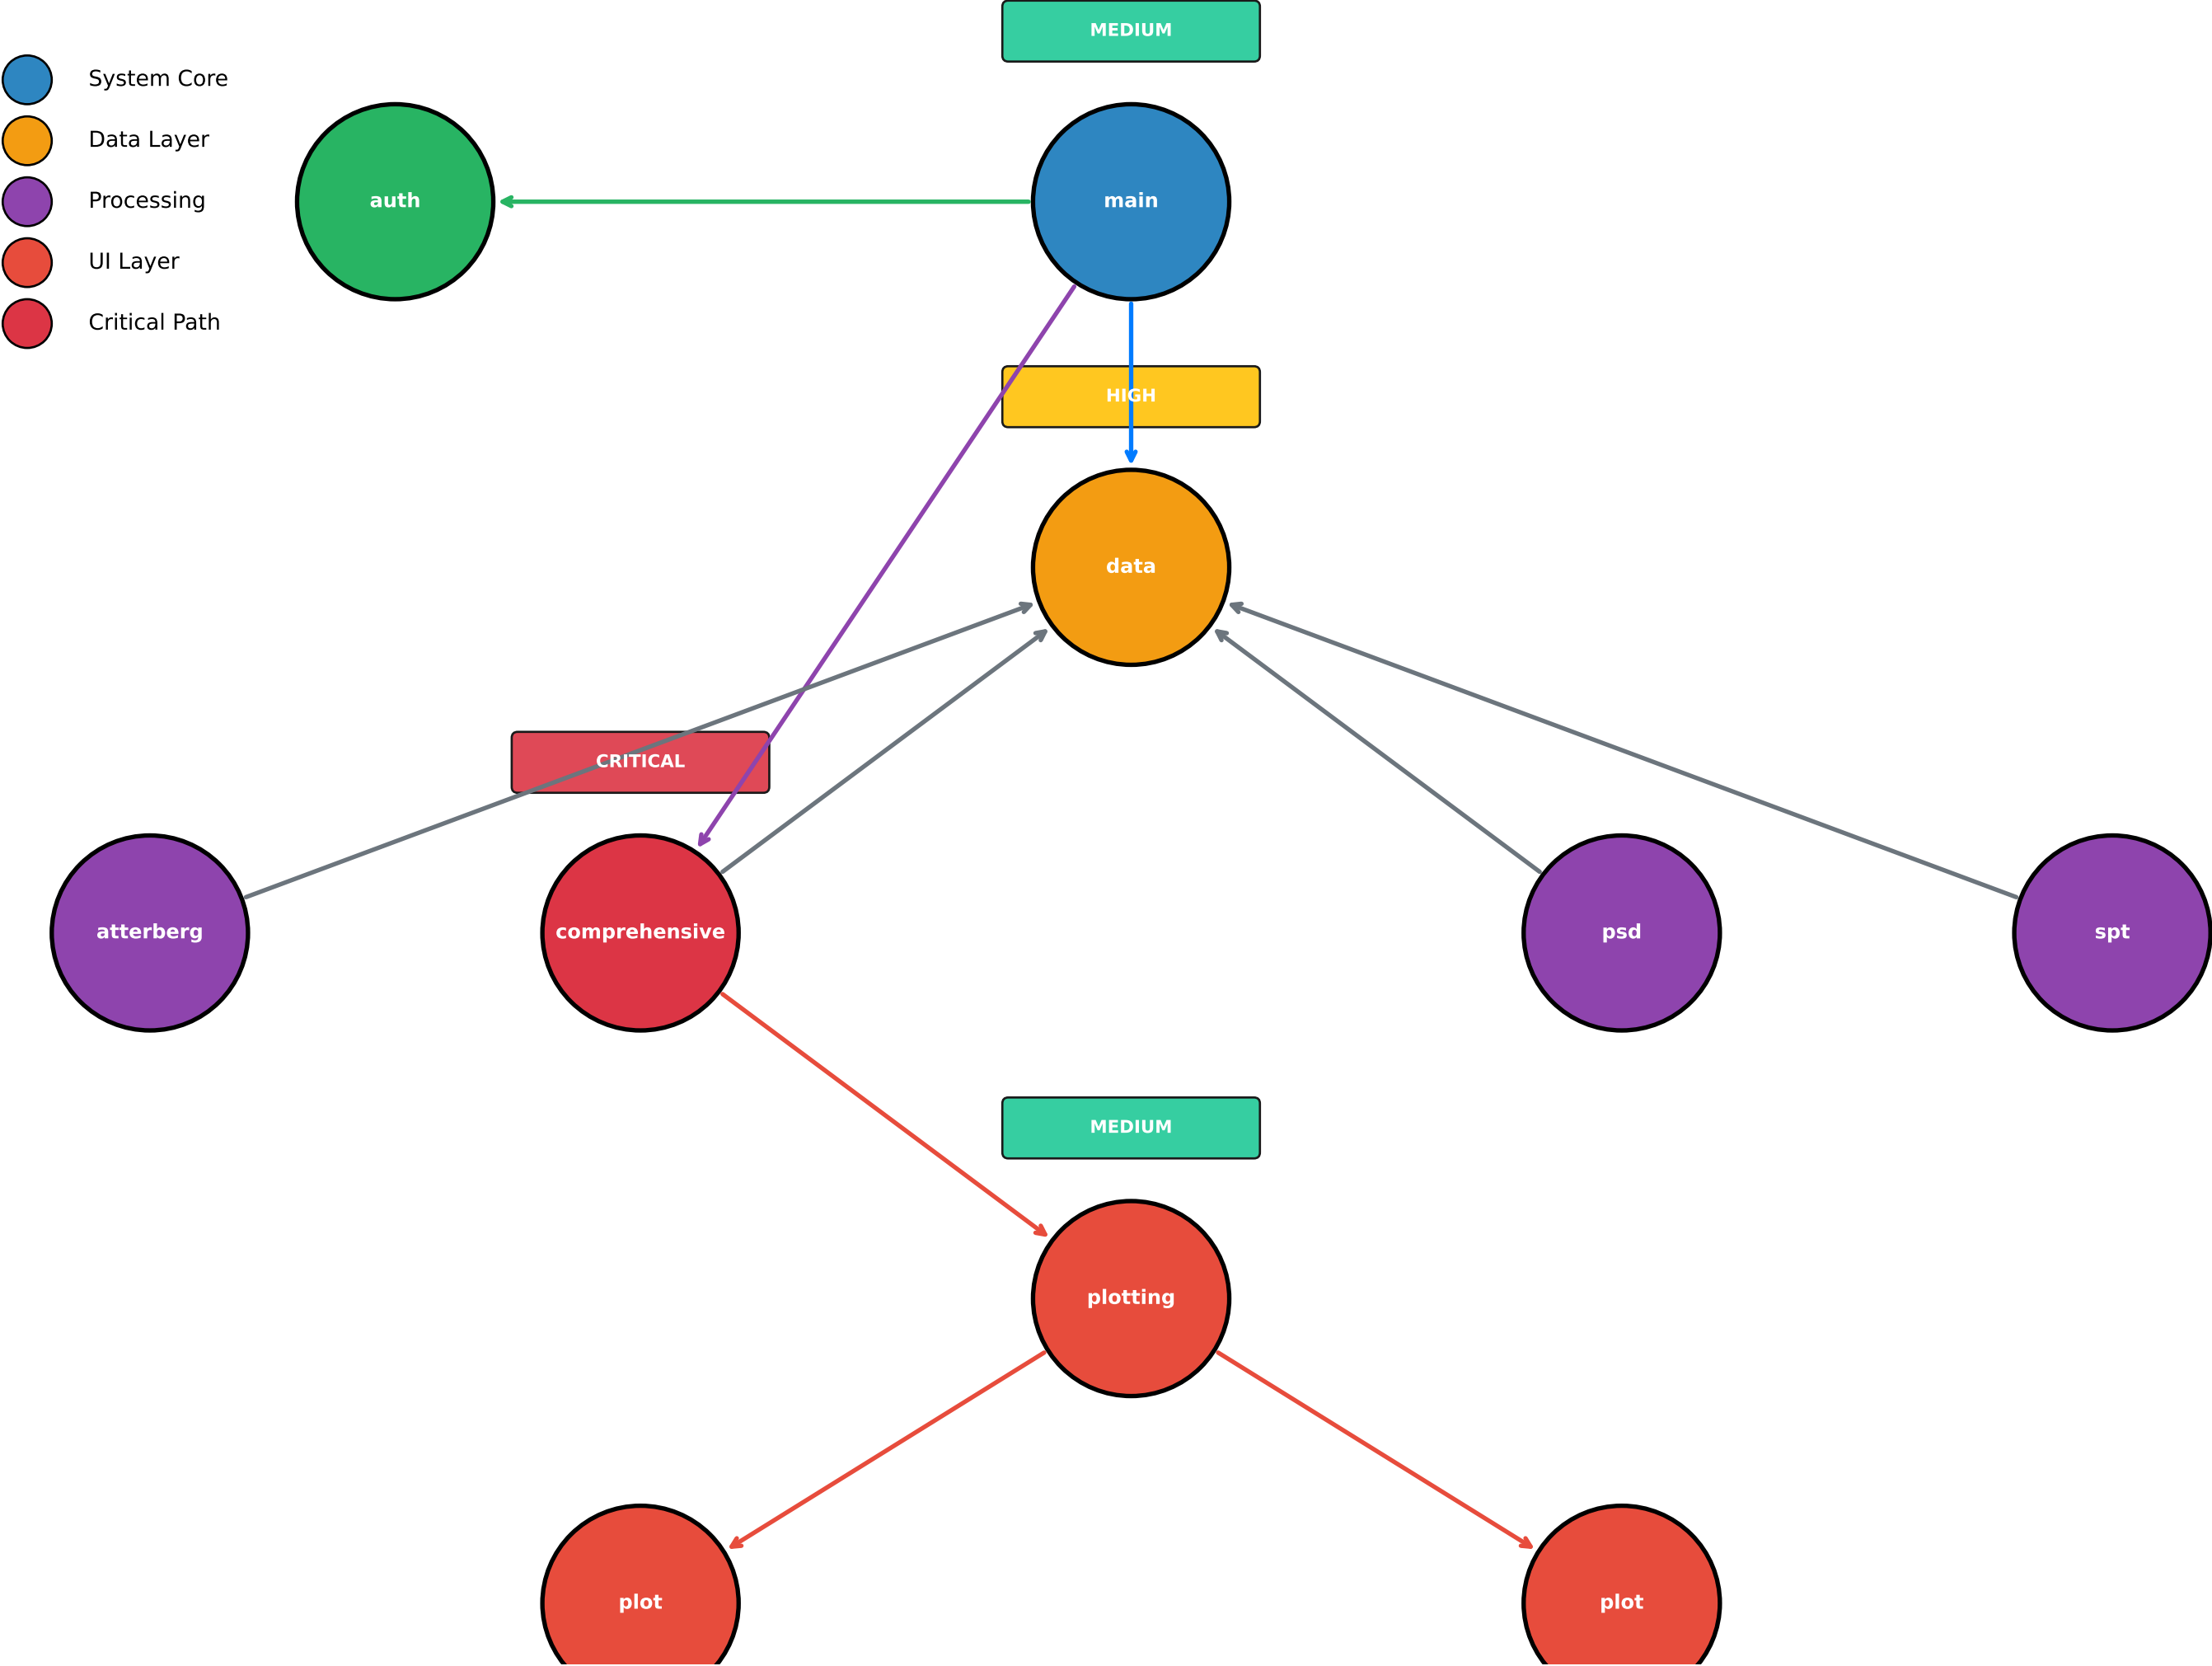 MEDIUM
System Core
Data Layer
Processing
UI Layer
Critical Path
auth
main
HIGH
data
CRITICAL
atterberg
comprehensive
psd
spt
MEDIUM
plotting
plot
plot